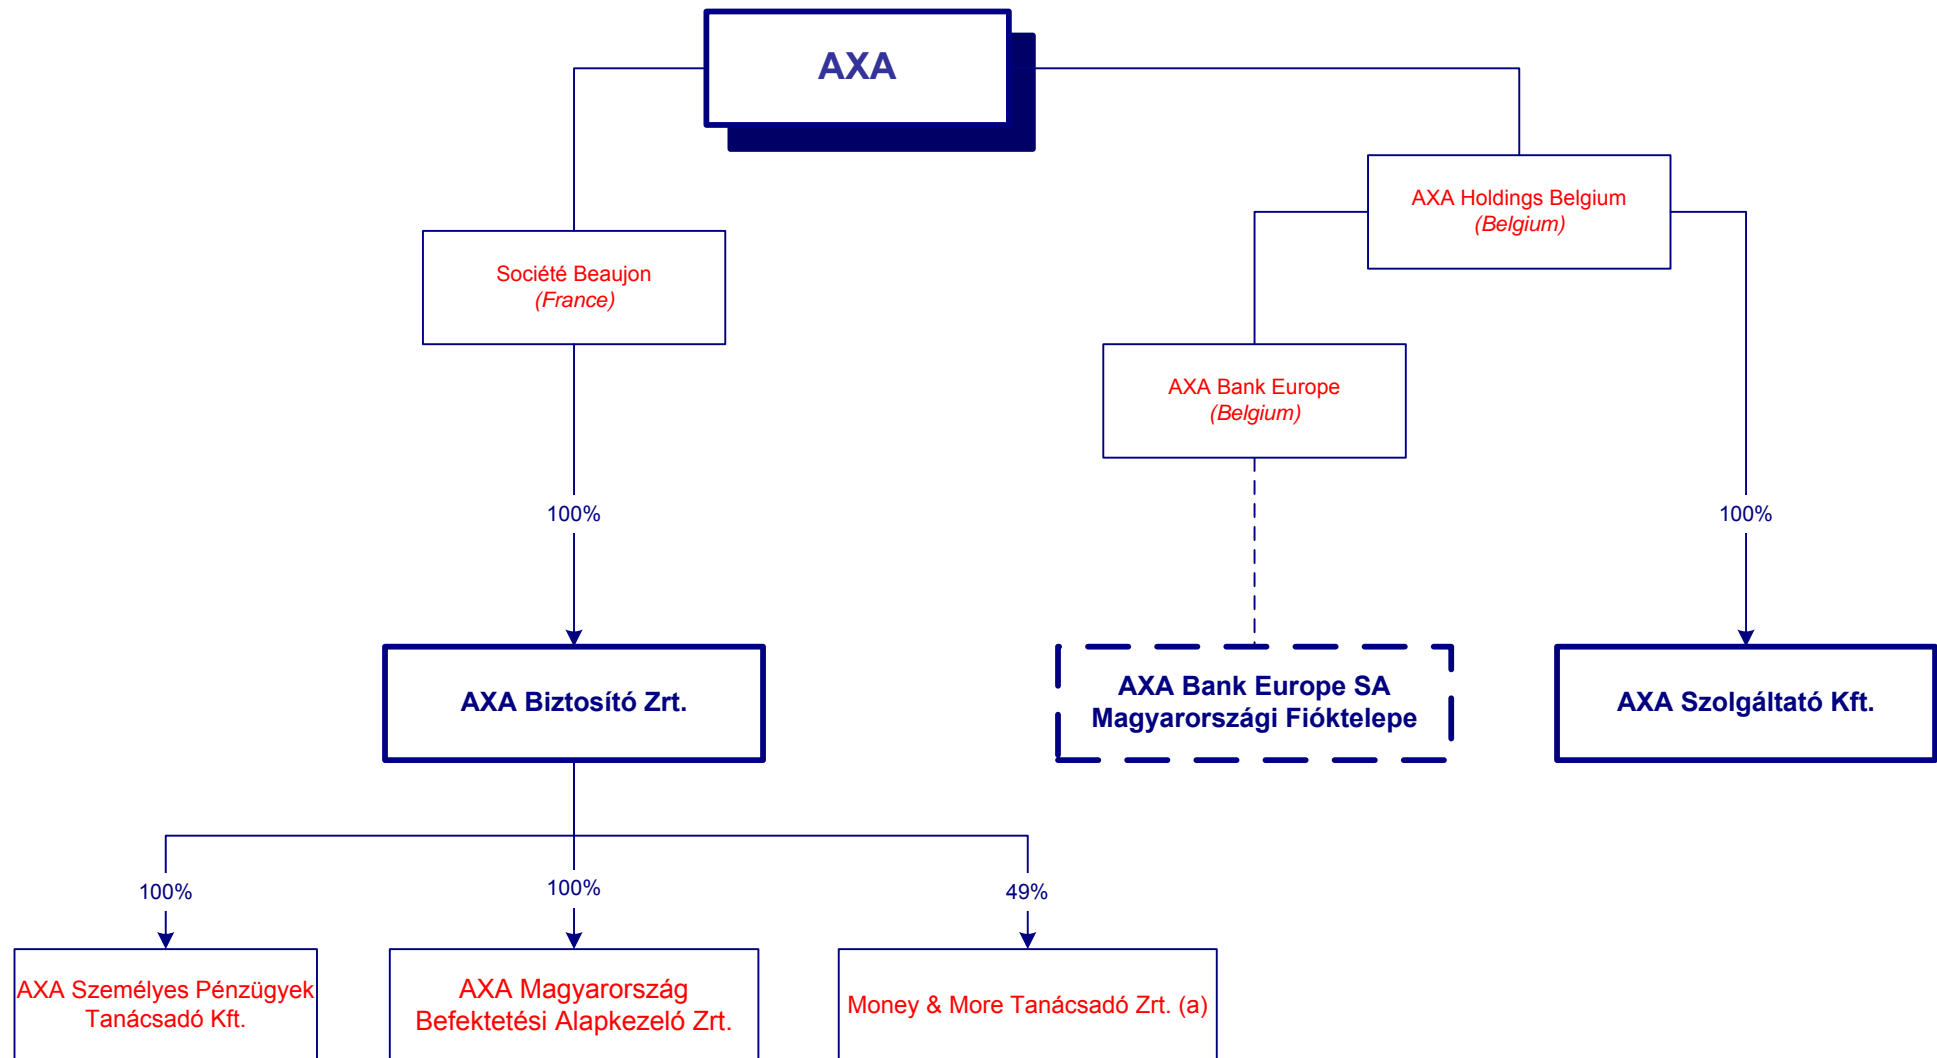 AXA
AXA Holdings Belgium
(Belgium)
Société Beaujon
(France)
AXA Bank Europe
(Belgium)
100%
100%
AXA Biztosító Zrt.
AXA Bank Europe SA
Magyarországi Fióktelepe
AXA Szolgáltató Kft.
100%
100%
49%
AXA Személyes Pénzügyek
Tanácsadó Kft.
AXA Magyarország
Befektetési Alapkezeló Zrt.
Money & More Tanácsadó Zrt. (a)